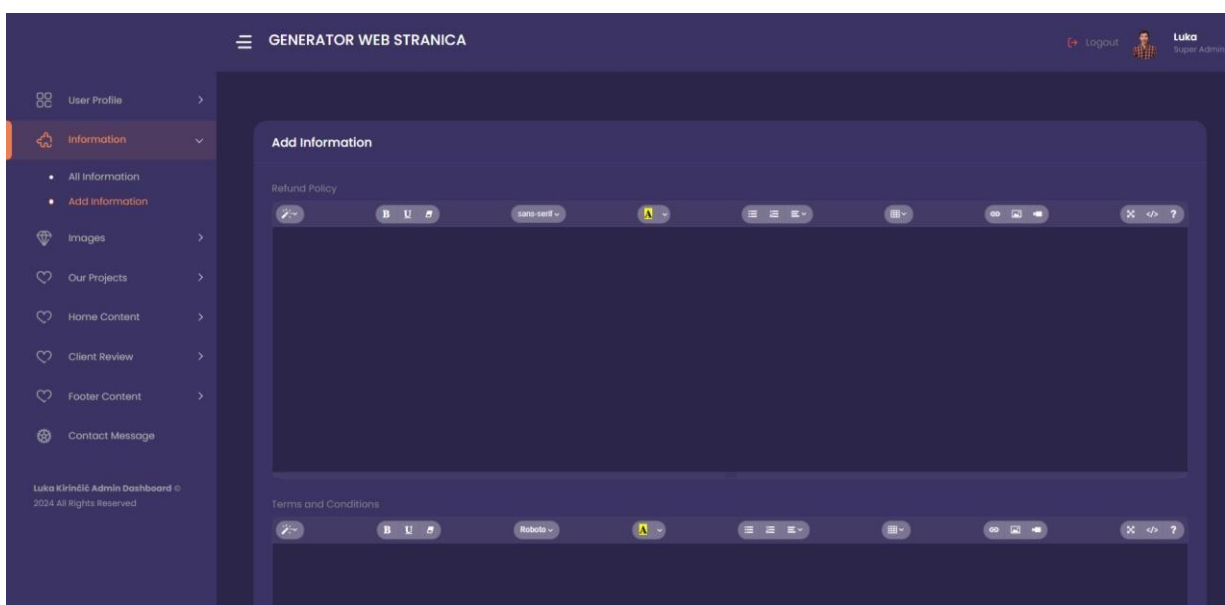 GENERATOR WEB STRANICA
Logout
Luka
Super Admin
User Profile
Information
All Information
Add Information
Images
Our Projects
Home Content
Client Review
Footer Content
Contact Message
Luka Kirinčić Admin Dashboard ©
2024 All Rights Reserved
Add Information
Refund Policy
B U
sans-serif
A
</> ?
Terms and Conditions
B U
Roboto
A
</> ?